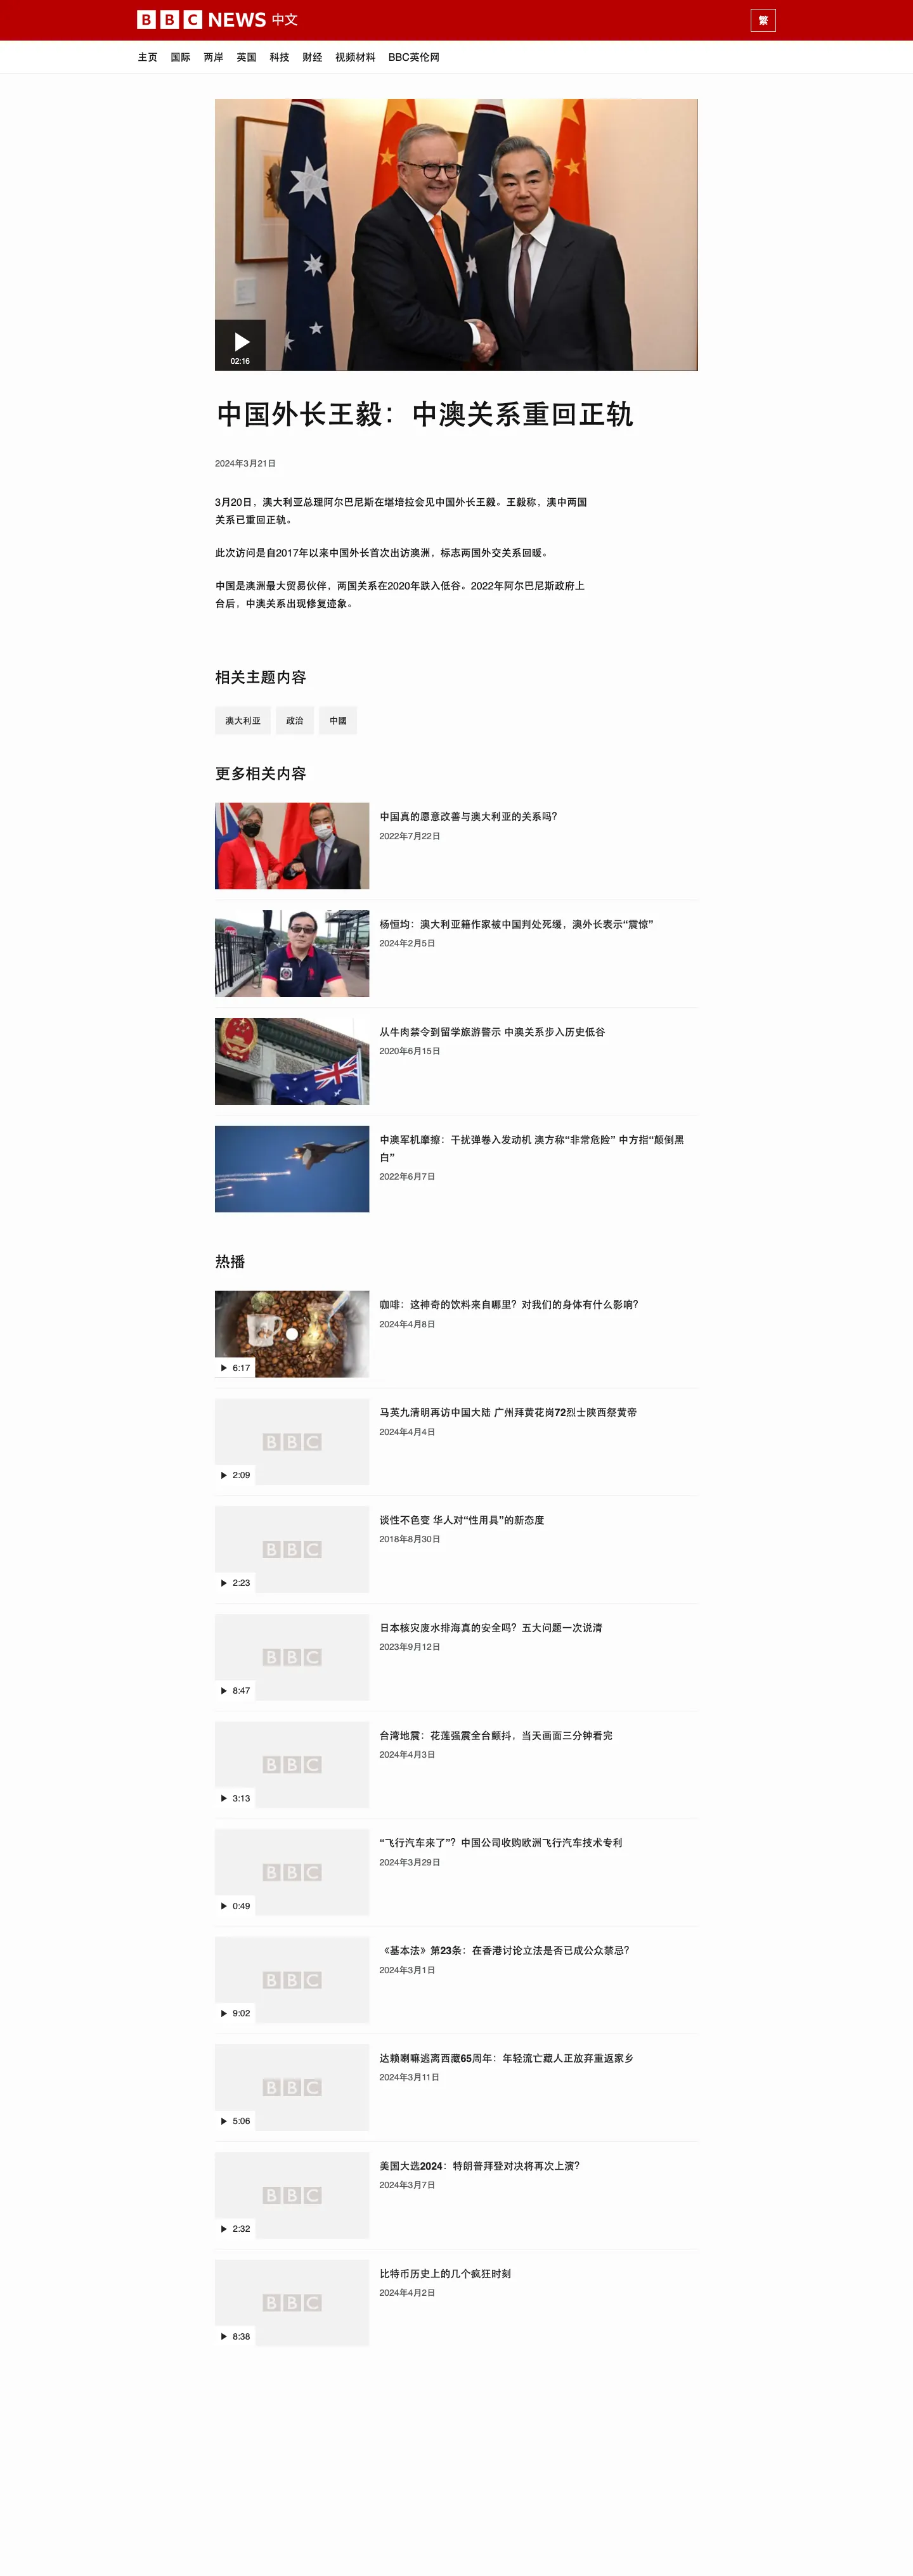 BBC NEWS 中文
繁
主页 国际 两岸 英国 科技 财经 视频材料 BBC英伦网
02:16
中国外长王毅：中澳关系重回正轨
2024年3月21日
3月20日，澳大利亚总理阿尔巴尼斯在堪培拉会见中国外长王毅。王毅称，澳中两国
关系已重回正轨。
此次访问是自2017年以来中国外长首次出访澳洲，标志两国外交关系回暖。
中国是澳洲最大贸易伙伴，两国关系在2020年跌入低谷。2022年阿尔巴尼斯政府上
台后，中澳关系出现修复迹象。
相关主题内容
澳大利亚 政治 中國
更多相关内容
中国真的愿意改善与澳大利亚的关系吗？
2022年7月22日
杨恒均：澳大利亚籍作家被中国判处死缓，澳外长表示“震惊”
2024年2月5日
从牛肉禁令到留学旅游警示 中澳关系步入历史低谷
2020年6月15日
中澳军机摩擦：干扰弹卷入发动机 澳方称“非常危险” 中方指“颠倒黑
白”
2022年6月7日
热播
咖啡：这神奇的饮料来自哪里？对我们的身体有什么影响？
2024年4月8日
6:17
马英九清明再访中国大陆 广州拜黄花岗72烈士陕西祭黄帝
2024年4月4日
BBC
2:09
谈性不色变 华人对“性用具”的新态度
2018年8月30日
BBC
2:23
日本核灾废水排海真的安全吗？五大问题一次说清
2023年9月12日
BBC
8:47
台湾地震：花莲强震全台颤抖，当天画面三分钟看完
2024年4月3日
BBC
3:13
“飞行汽车来了”？中国公司收购欧洲飞行汽车技术专利
2024年3月29日
BBC
0:49
《基本法》第23条：在香港讨论立法是否已成公众禁忌？
2024年3月1日
BBC
9:02
达赖喇嘛逃离西藏65周年：年轻流亡藏人正放弃重返家乡
2024年3月11日
BBC
5:06
美国大选2024：特朗普拜登对决将再次上演？
2024年3月7日
BBC
2:32
比特币历史上的几个疯狂时刻
2024年4月2日
BBC
8:38